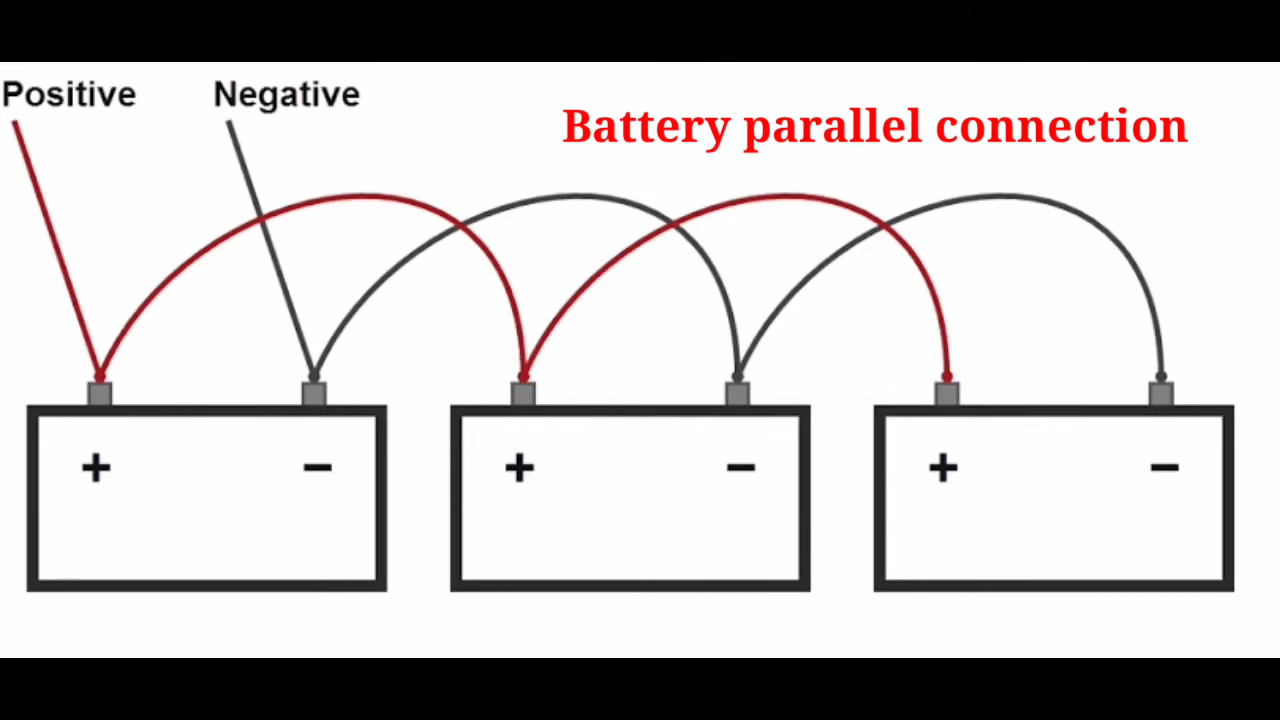 Positive
Negative
Battery parallel connection
+
−
+
−
+
−